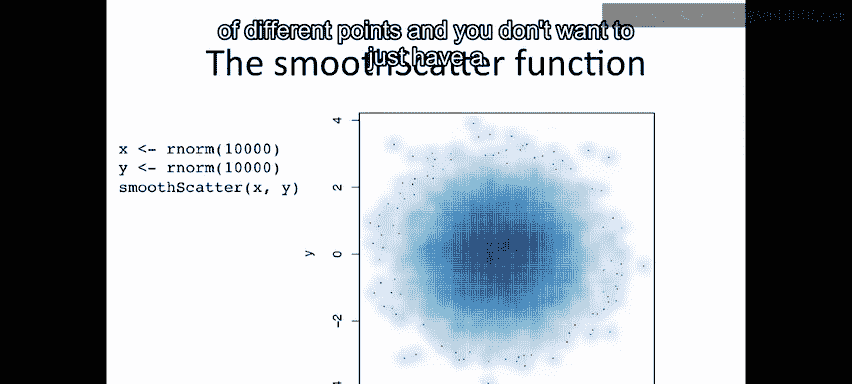 of different points and you don't want to
just have a
The smoothScatter function
x <- rnorm(10000)
y <- rnorm(10000)
smoothScatter(x, y)
4
2
0
-2
y